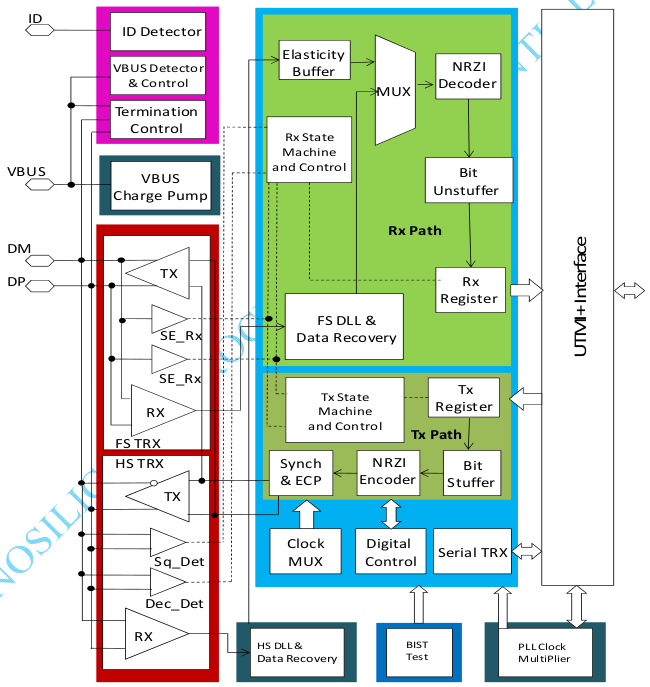 ID
ID Detector
VBUS Detector
& Control
Termination
Control
VBUS
VBUS
Charge Pump
DM
DP
TX
SE_Rx
SE_Rx
RX
FS TRX
HS TRX
TX
Sq_Det
Dec_Det
RX
Elasticity
Buffer
MUX
NRZI
Decoder
Rx State
Machine
and Control
Bit
Unstuffer
Rx Path
Rx
Register
FS DLL &
Data Recovery
Tx State
Machine
and Control
Tx
Register
Tx Path
Synch
& ECP
NRZI
Encoder
Bit
Stuffer
Clock
MUX
Digital
Control
Serial TRX
UTMI+ Interface
HS DLL &
Data Recovery
BIST
Test
PLL Clock
MultiPlier